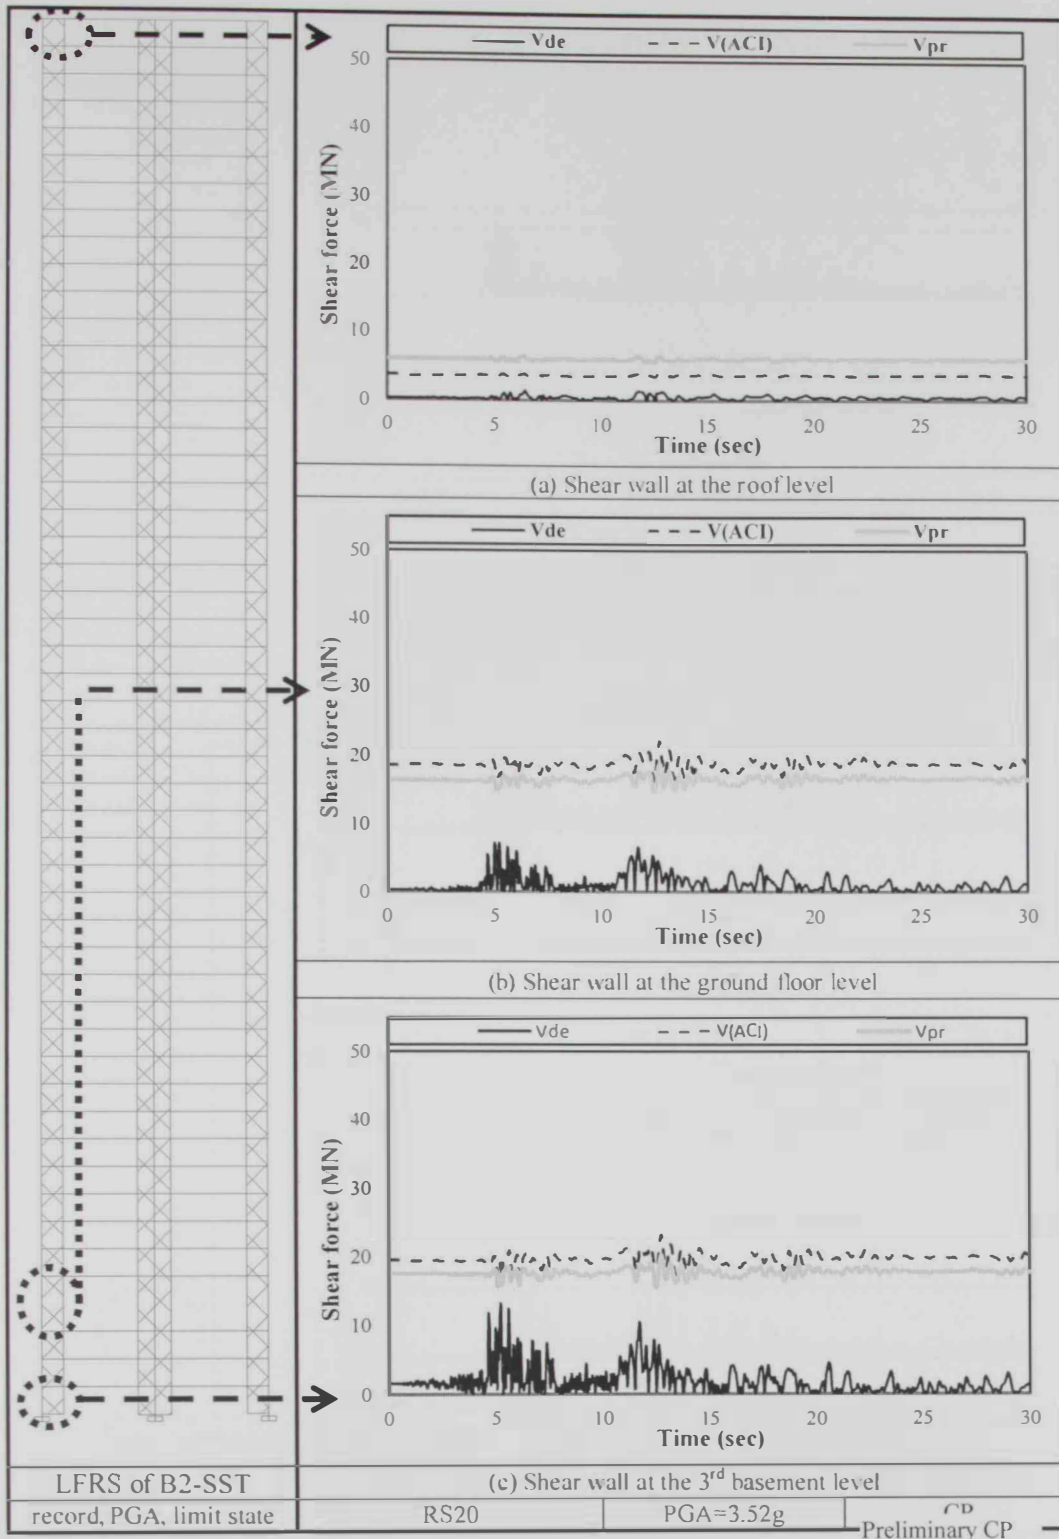 Vde V(ACI) Vpr
50
40
30
20
10
0
Shear force (MN)
0 5 10 15 20 25 30
Time (sec)
(a) Shear wall at the roof level
Vde V(ACI) Vpr
50
40
30
20
10
0
Shear force (MN)
0 5 10 15 20 25 30
Time (sec)
(b) Shear wall at the ground floor level
Vde V(ACI) Vpr
50
40
30
20
10
0
Shear force (MN)
0 5 10 15 20 25 30
Time (sec)
LFRS of B2-SST
(c) Shear wall at the 3rd basement level
record, PGA, limit state RS20 PGA=3.52g CP
Preliminary CP